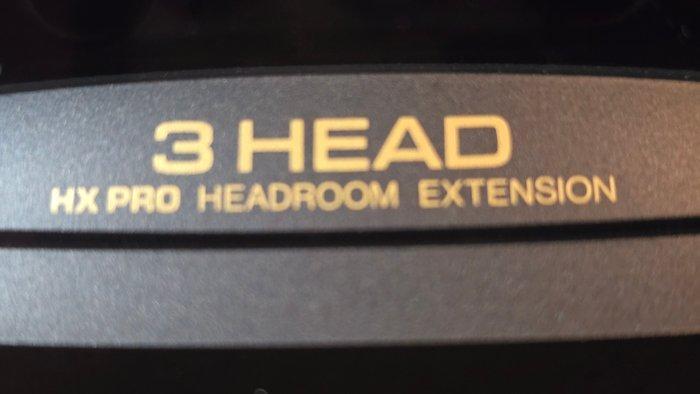 3 HEAD
HX PRO HEADROOM EXTENSION